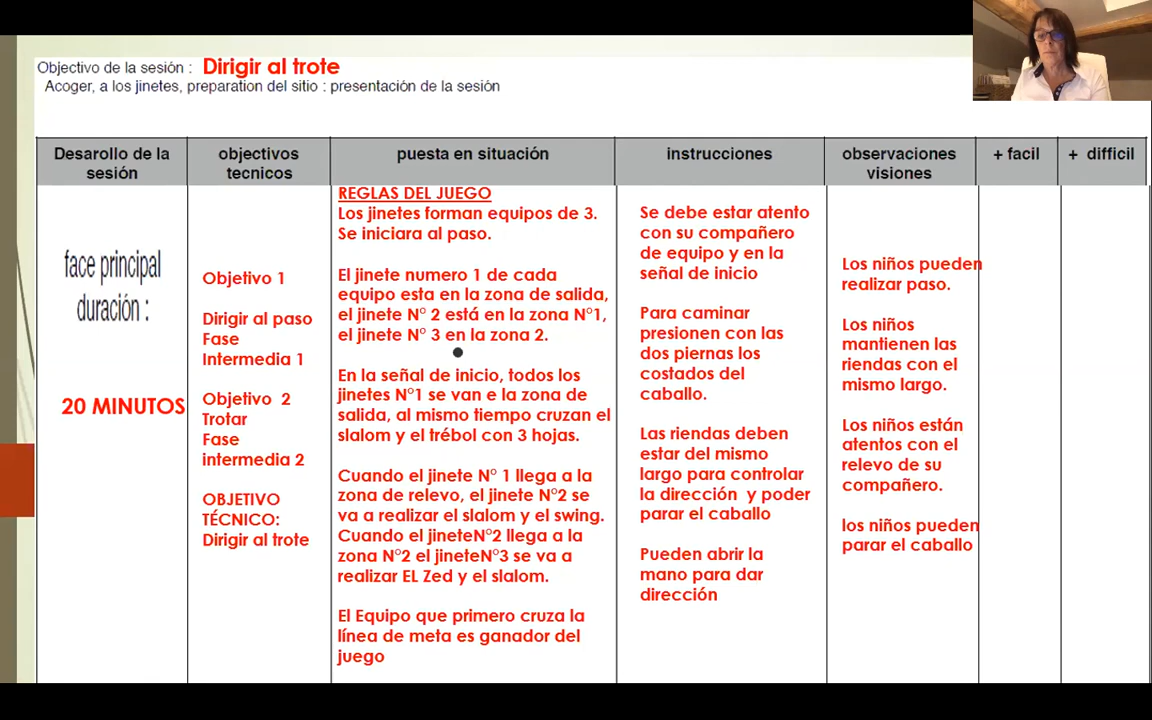 Objectivo de la sesión : Dirigir al trote
Acoger, a los jinetes, preparation del sitio : presentación de la sesión
Desarollo de la
sesión
objectivos
tecnicos
puesta en situación
instrucciones
observaciones
visiones
+ facil
+ difficil
face principal
duración :
20 MINUTOS
Objetivo 1
Dirigir al paso
Fase
Intermedia 1
Objetivo 2
Trotar
Fase
intermedia 2
OBJETIVO
TÉCNICO:
Dirigir al trote
REGLAS DEL JUEGO
Los jinetes forman equipos de 3.
Se iniciara al paso.
El jinete numero 1 de cada
equipo esta en la zona de salida,
el jinete N° 2 está en la zona N°1,
el jinete N° 3 en la zona 2.
En la señal de inicio, todos los
jinetes N°1 se van e la zona de
salida, al mismo tiempo cruzan el
slalom y el trébol con 3 hojas.
Cuando el jinete N° 1 llega a la
zona de relevo, el jinete N°2 se
va a realizar el slalom y el swing.
Cuando el jineteN°2 llega a la
zona N°2 el jineteN°3 se va a
realizar EL Zed y el slalom.
El Equipo que primero cruza la
línea de meta es ganador del
juego
Se debe estar atento
con su compañero
de equipo y en la
señal de inicio
Para caminar
presionen con las
dos piernas los
costados del
caballo.
Las riendas deben
estar del mismo
largo para controlar
la dirección y poder
parar el caballo
Pueden abrir la
mano para dar
dirección
Los niños pueden
realizar paso.
Los niños
mantienen las
riendas con el
mismo largo.
Los niños están
atentos con el
relevo de su
compañero.
los niños pueden
parar el caballo